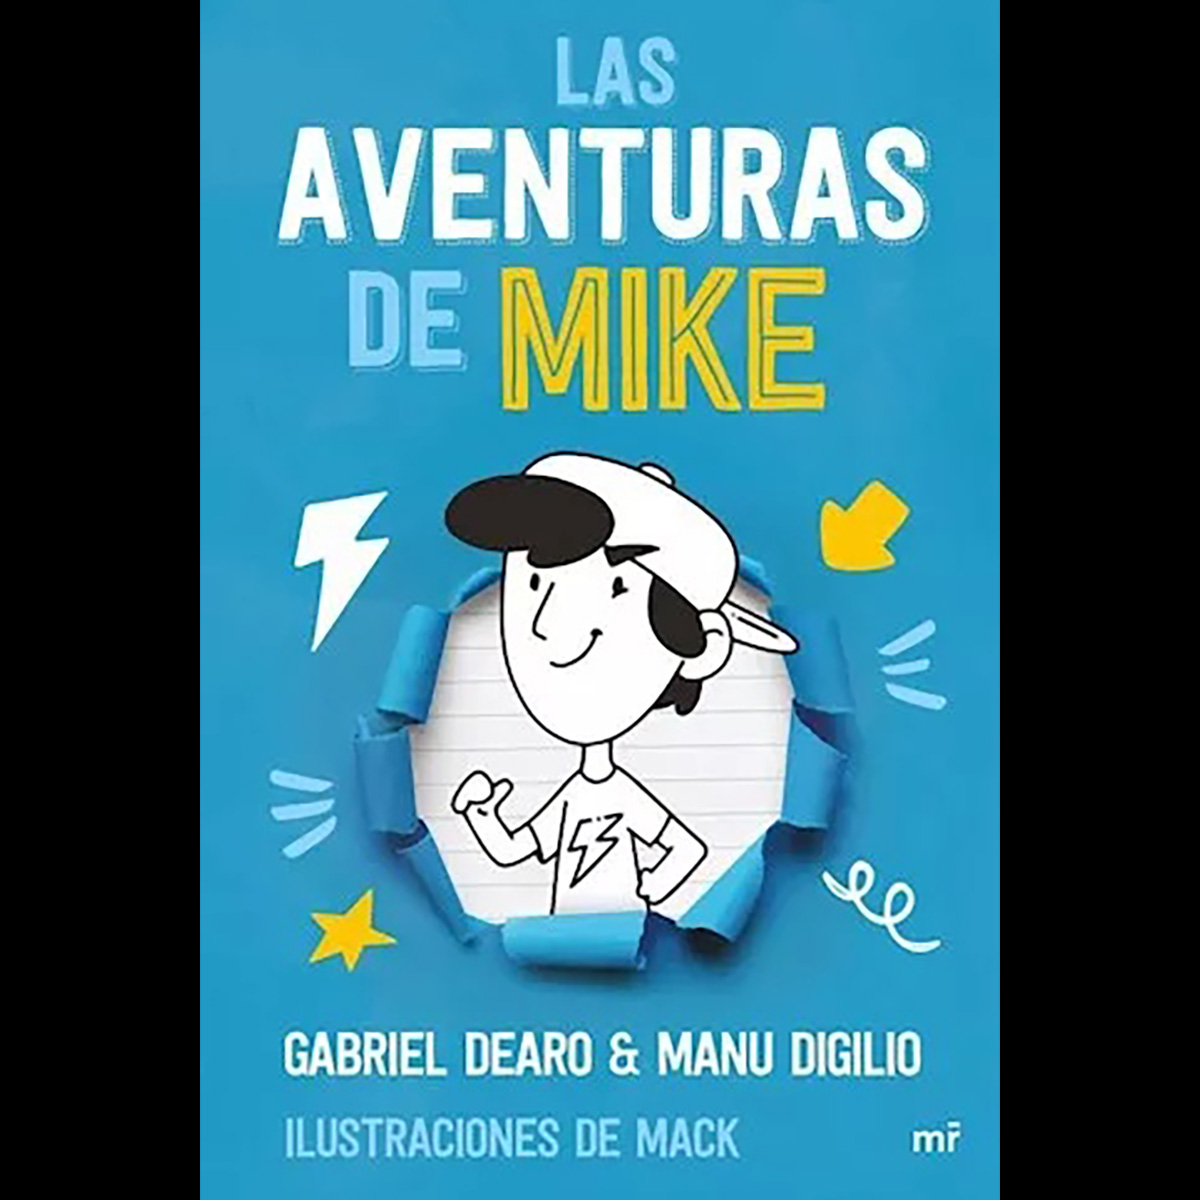 LAS
AVENTURAS
DE MIKE
GABRIEL DEARO & MANU DIGILIO
ILUSTRACIONES DE MACK
mr